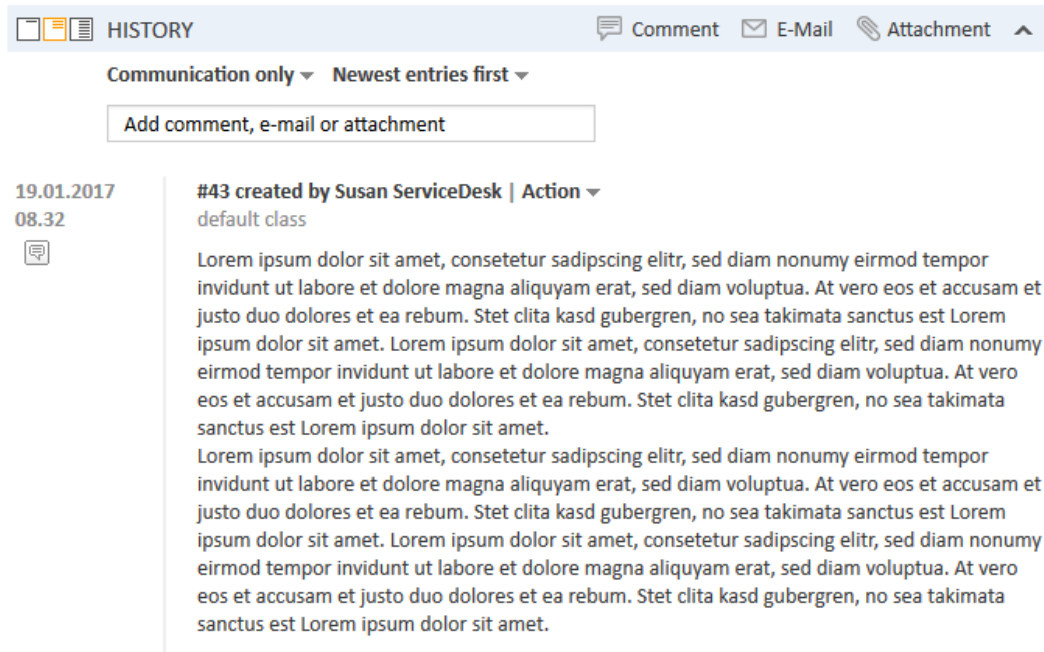 HISTORY Comment E-Mail Attachment
Communication only Newest entries first
Add comment, e-mail or attachment
19.01.2017 #43 created by Susan ServiceDesk | Action
08.32 default class
Lorem ipsum dolor sit amet, consetetur sadipscing elitr, sed diam nonumy eirmod tempor
invidunt ut labore et dolore magna aliquyam erat, sed diam voluptua. At vero eos et accusam et
justo duo dolores et ea rebum. Stet clita kasd gubergren, no sea takimata sanctus est Lorem
ipsum dolor sit amet. Lorem ipsum dolor sit amet, consetetur sadipscing elitr, sed diam nonumy
eirmod tempor invidunt ut labore et dolore magna aliquyam erat, sed diam voluptua. At vero
eos et accusam et justo duo dolores et ea rebum. Stet clita kasd gubergren, no sea takimata
sanctus est Lorem ipsum dolor sit amet.
Lorem ipsum dolor sit amet, consetetur sadipscing elitr, sed diam nonumy eirmod tempor
invidunt ut labore et dolore magna aliquyam erat, sed diam voluptua. At vero eos et accusam et
justo duo dolores et ea rebum. Stet clita kasd gubergren, no sea takimata sanctus est Lorem
ipsum dolor sit amet. Lorem ipsum dolor sit amet, consetetur sadipscing elitr, sed diam nonumy
eirmod tempor invidunt ut labore et dolore magna aliquyam erat, sed diam voluptua. At vero
eos et accusam et justo duo dolores et ea rebum. Stet clita kasd gubergren, no sea takimata
sanctus est Lorem ipsum dolor sit amet.